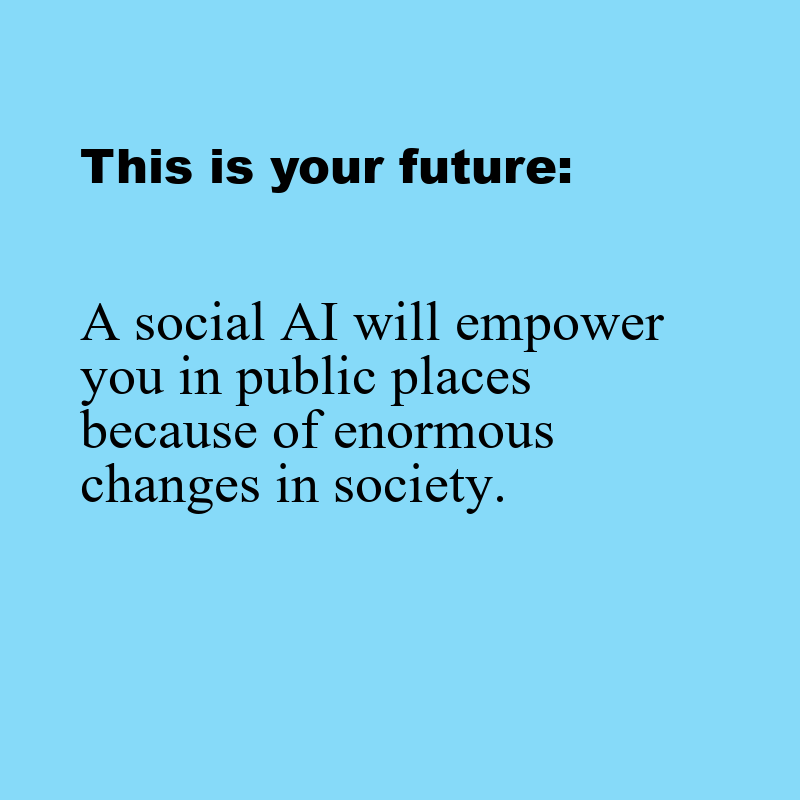 This is your future:
A social AI will empower
you in public places
because of enormous
changes in society.